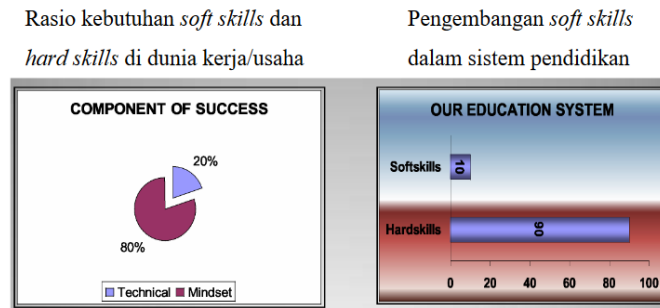 Rasio kebutuhan soft skills dan
hard skills di dunia kerja/usaha
Pengembangan soft skills
dalam sistem pendidikan
COMPONENT OF SUCCESS
20%
80%
Technical Mindset
OUR EDUCATION SYSTEM
Softskills
10
Hardskills
90
0 20 40 60 80 100